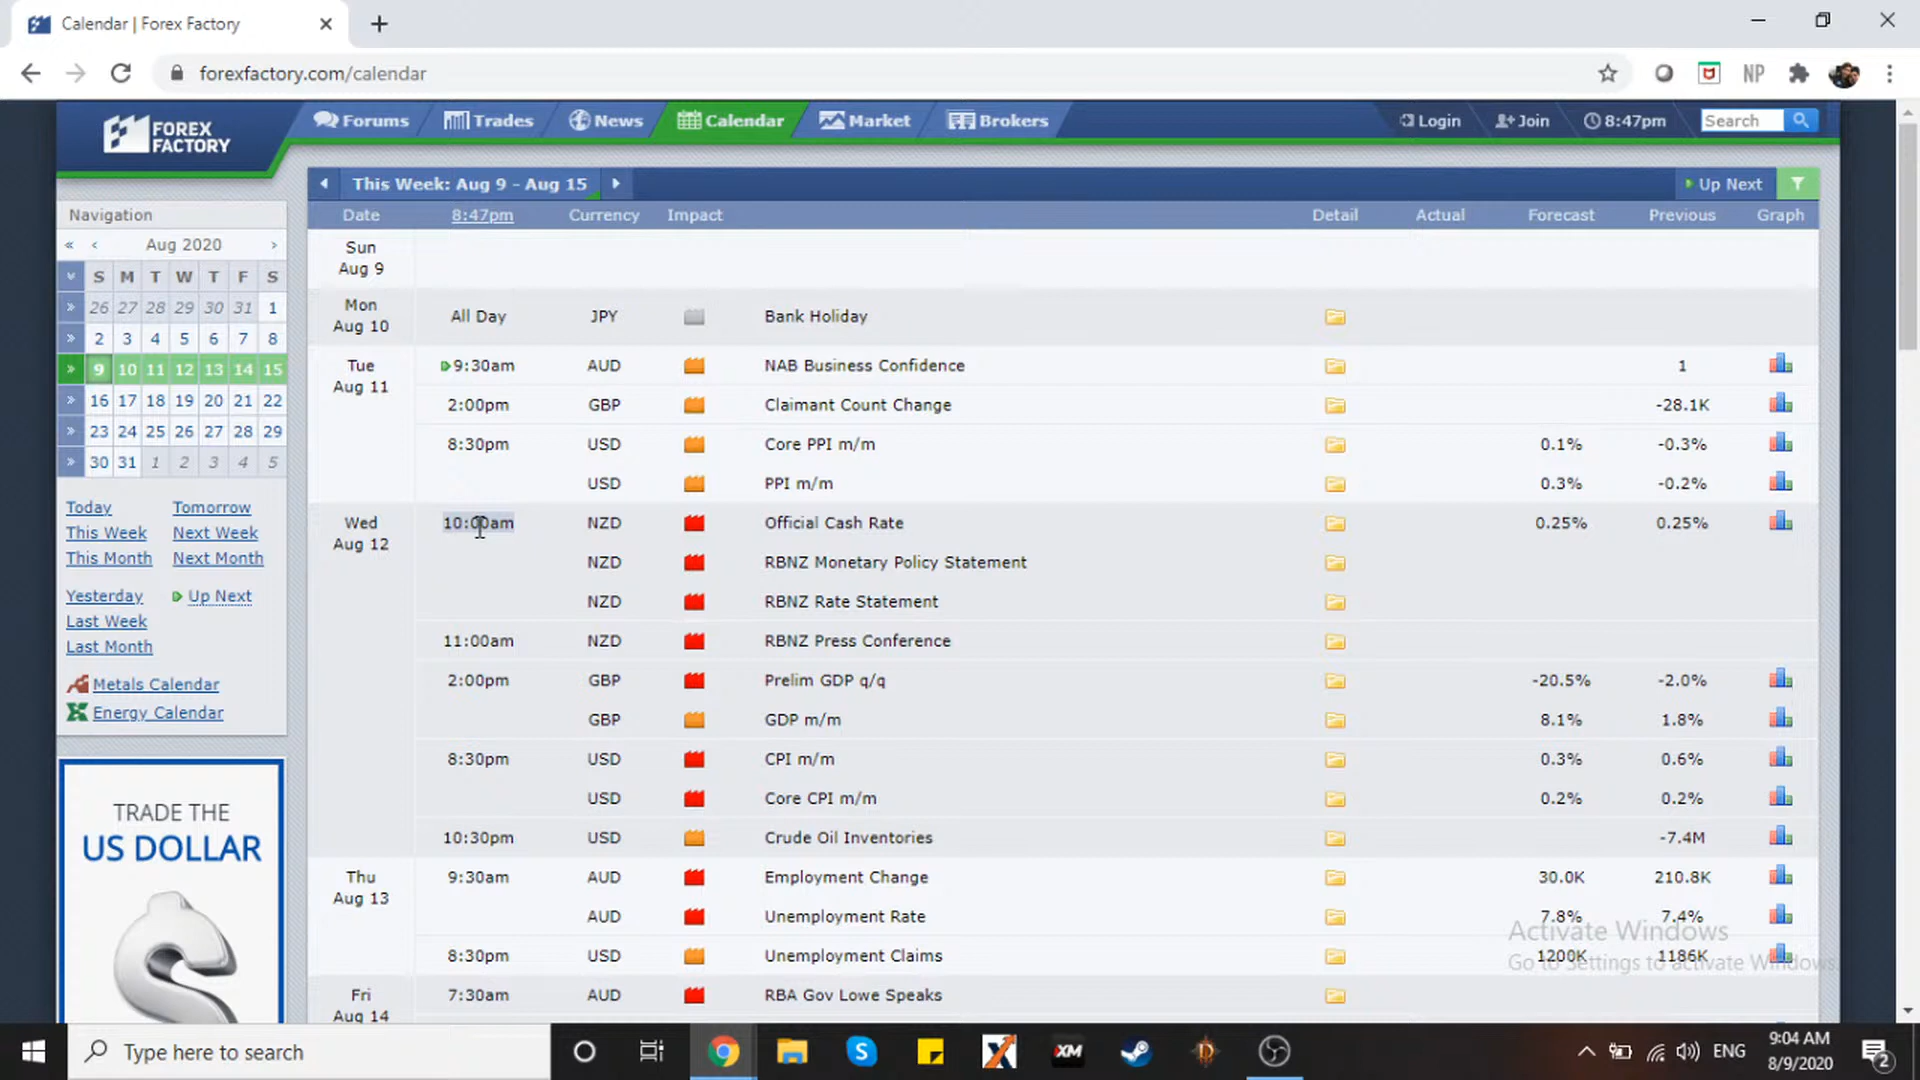 Calendar | Forex Factory
forexfactory.com/calendar
NP
FOREX FACTORY
Forums Trades News Calendar Market Brokers Login Join 8:47pm Search
This Week: Aug 9 - Aug 15 Up Next
Date 8:47pm Currency Impact Detail Actual Forecast Previous Graph
Sun Aug 9
Mon Aug 10 All Day JPY Bank Holiday
Tue Aug 11 9:30am AUD NAB Business Confidence 1
2:00pm GBP Claimant Count Change -28.1K
8:30pm USD Core PPI m/m 0.1% -0.3%
USD PPI m/m 0.3% -0.2%
Wed Aug 12 10:00am NZD Official Cash Rate 0.25% 0.25%
NZD RBNZ Monetary Policy Statement
NZD RBNZ Rate Statement
11:00am NZD RBNZ Press Conference
2:00pm GBP Prelim GDP q/q -20.5% -2.0%
GBP GDP m/m 8.1% 1.8%
8:30pm USD CPI m/m 0.3% 0.6%
USD Core CPI m/m 0.2% 0.2%
10:30pm USD Crude Oil Inventories -7.4M
Thu Aug 13 9:30am AUD Employment Change 30.0K 210.8K
AUD Unemployment Rate 7.8% 7.4%
8:30pm USD Unemployment Claims 1200K 1186K
Fri Aug 14 7:30am AUD RBA Gov Lowe Speaks
Navigation
« ‹ Aug 2020 ›
S M T W T F S
26 27 28 29 30 31 1
2 3 4 5 6 7 8
9 10 11 12 13 14 15
16 17 18 19 20 21 22
23 24 25 26 27 28 29
30 31 1 2 3 4 5
Today Tomorrow
This Week Next Week
This Month Next Month
Yesterday Up Next
Last Week
Last Month
Metals Calendar
Energy Calendar
TRADE THE
US DOLLAR
Activate Windows
Go to Settings to activate Windows.
Type here to search
XM
ENG
9:04 AM
8/9/2020
2